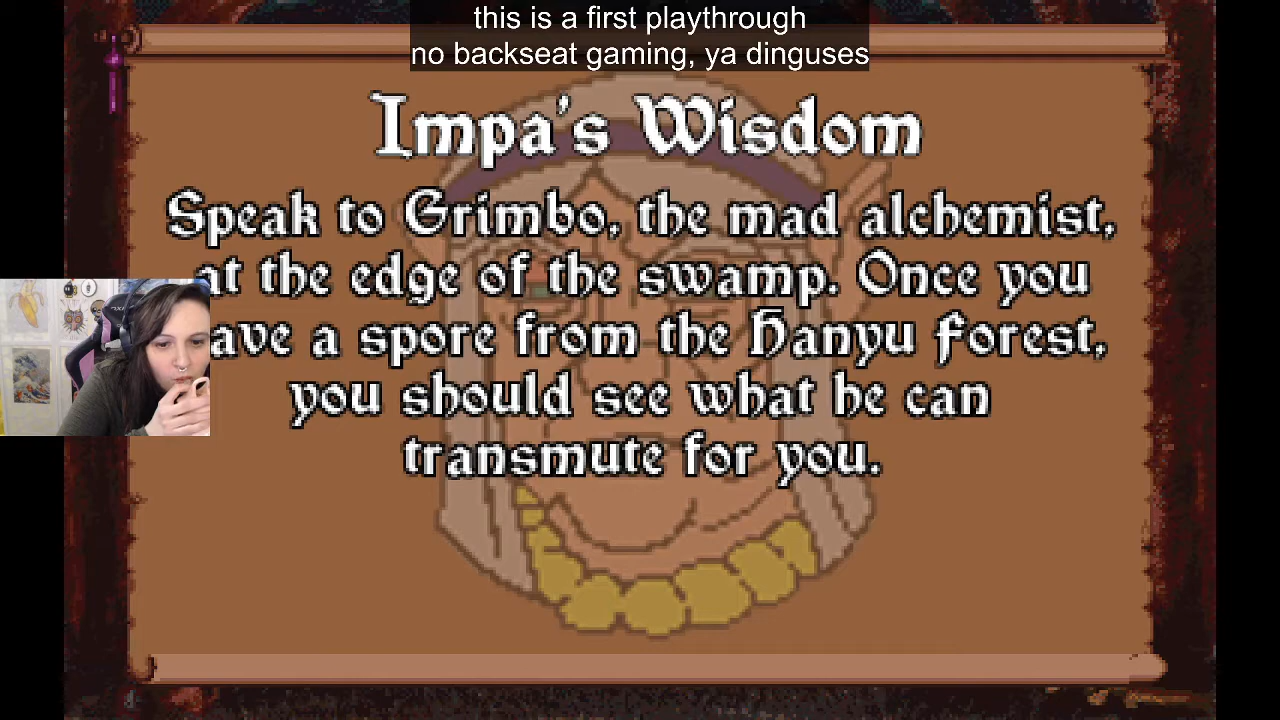 this is a first playthrough
no backseat gaming, ya dinguses
Impa's Wisdom
Speak to Grimbo, the mad alchemist,
at the edge of the swamp. Once you
ave a spore from the Hanyu Forest,
you should see what he can
transmute for you.